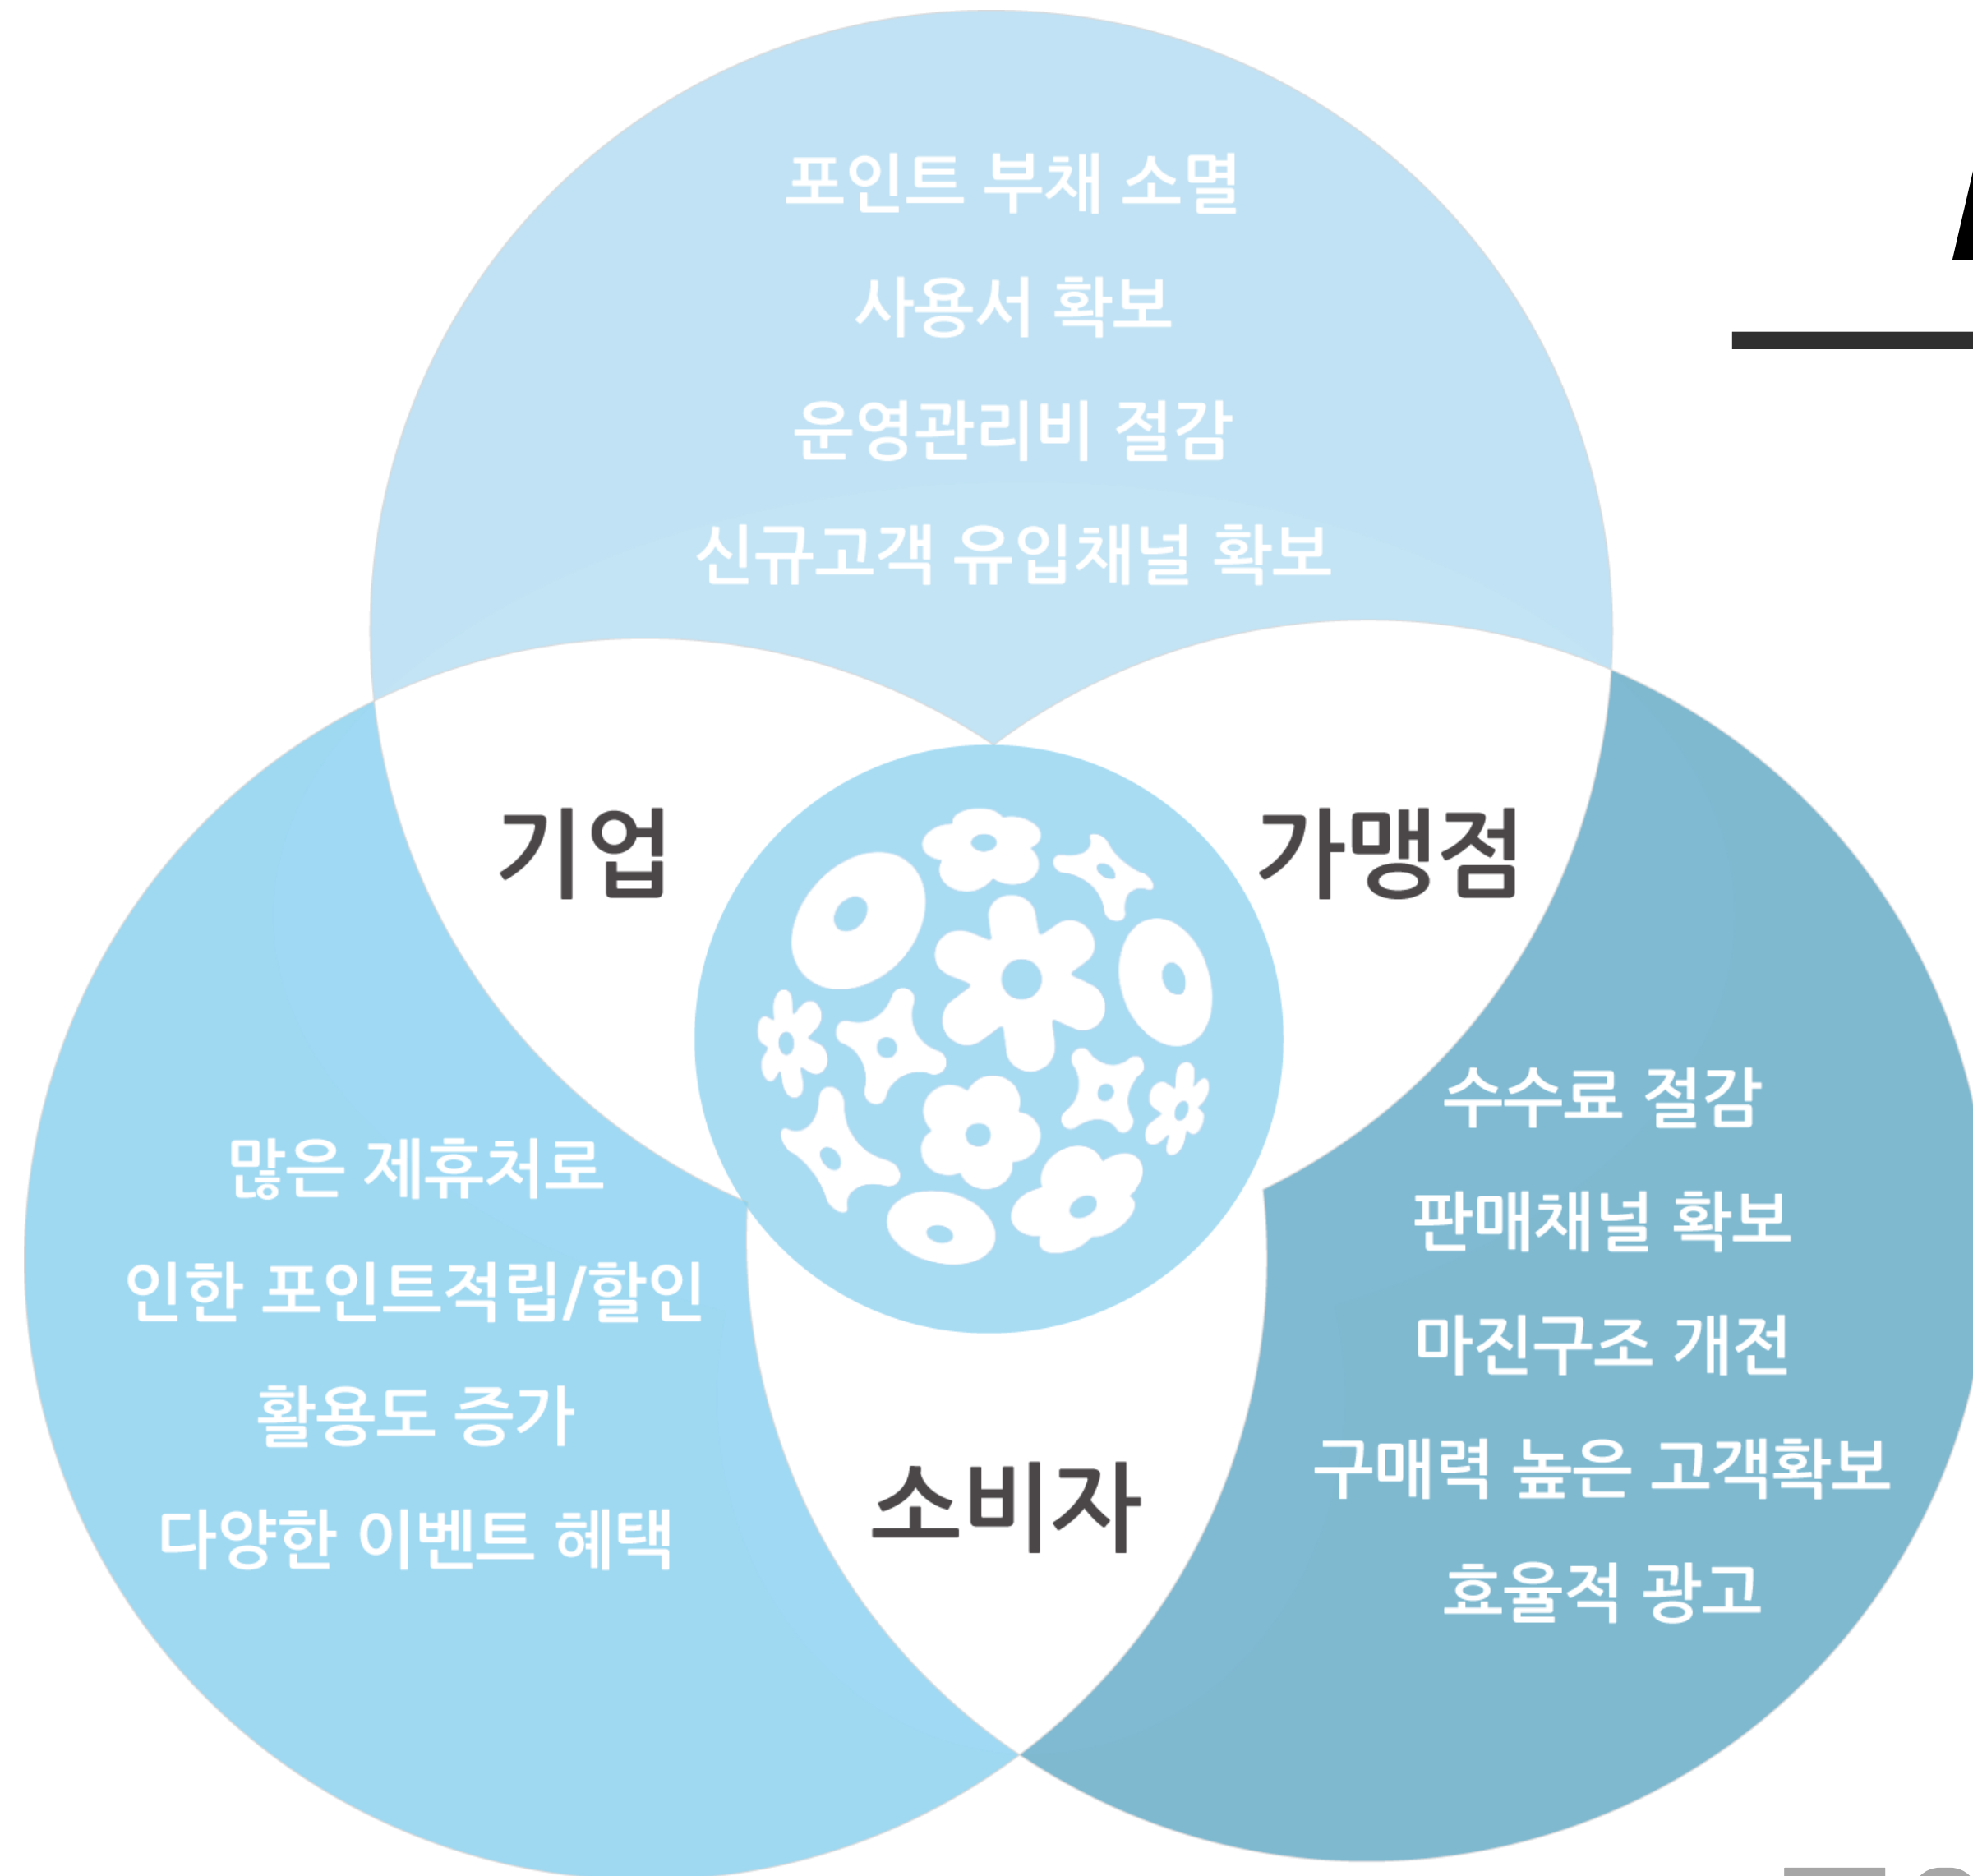 포인트 부채 소멸
사용서 확보
운영관리비 절감
신규고객 유입채널 확보
기업
가맹점
많은 제휴처로
인한 포인트적립/할인
활용도 증가
다양한 이벤트 혜택
소비자
수수료 절감
판매채널 확보
마진구조 개전
구매력 높은 고객확보
효율적 광고